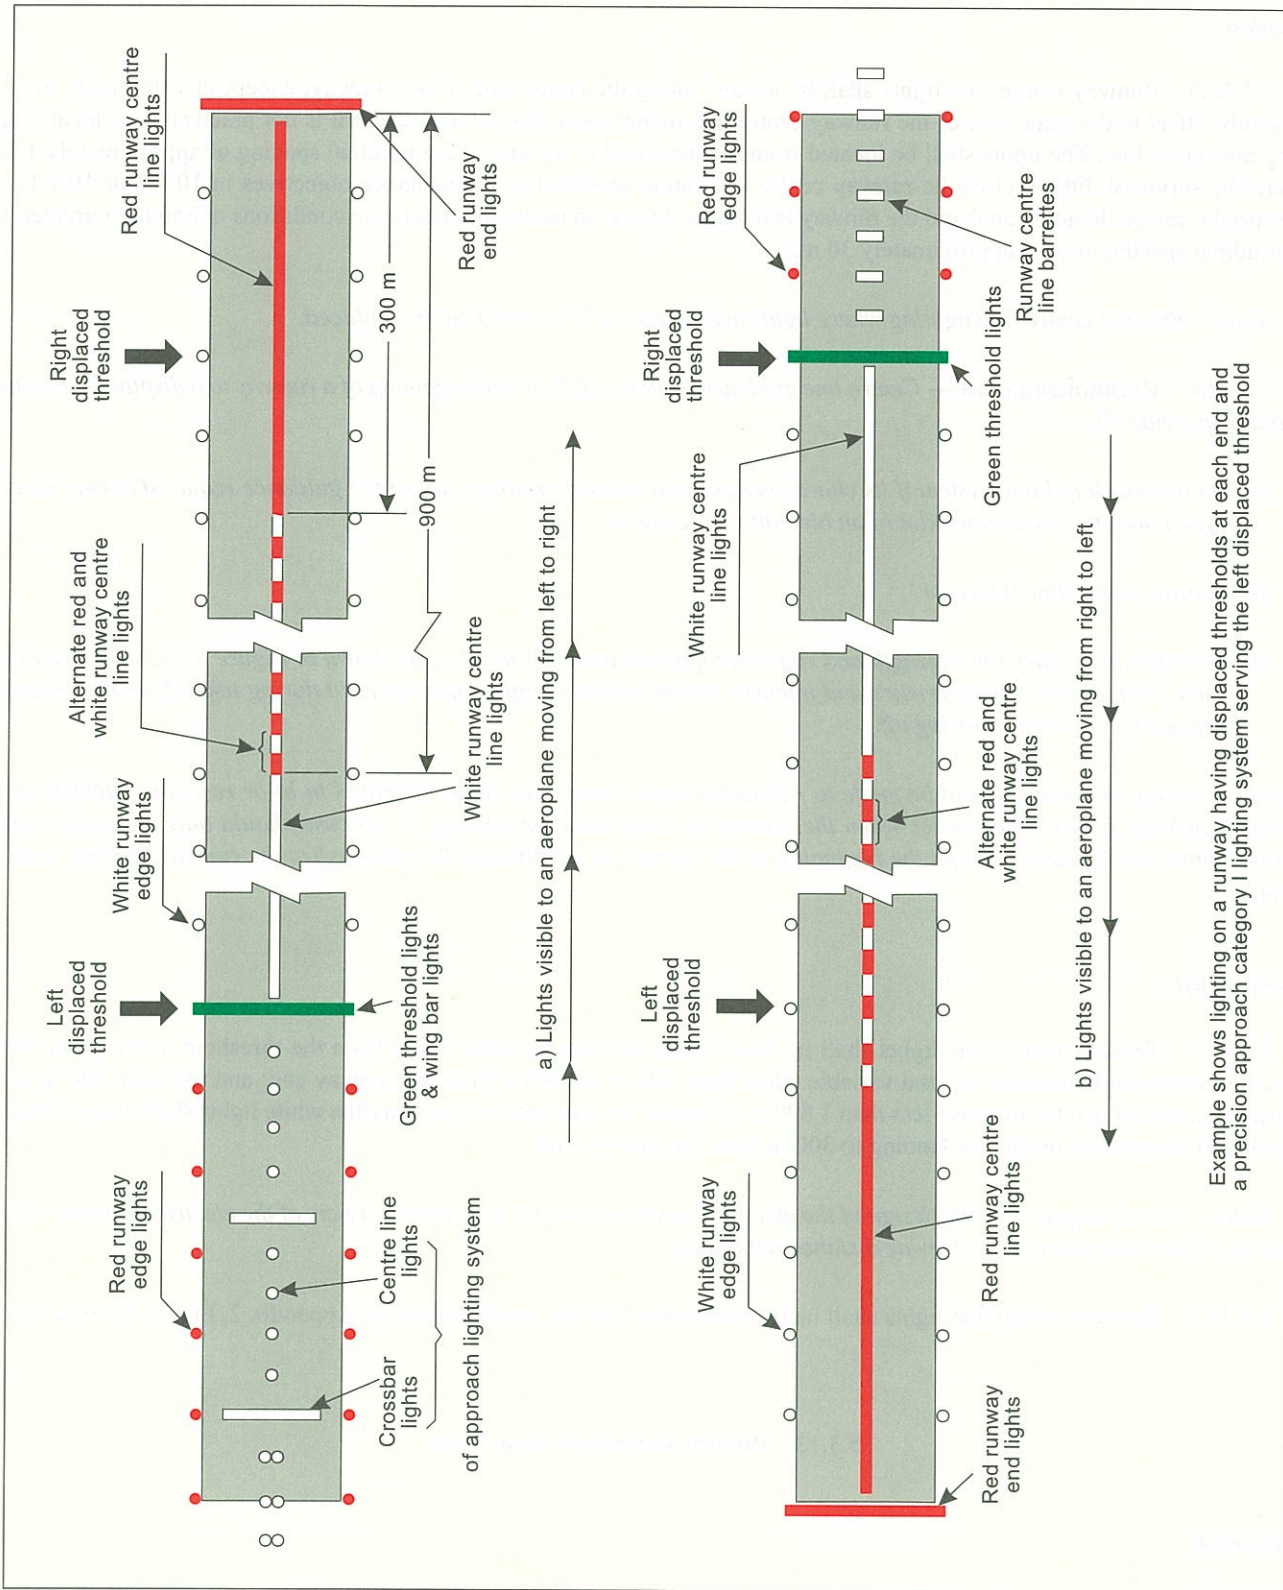 Left
displaced
threshold
Right
displaced
threshold
Red runway
edge lights
White runway
edge lights
Alternate red and
white runway centre
line lights
Red runway centre
line lights
300 m
900 m
Crossbar
lights
Centre line
lights
of approach lighting system
Green threshold lights
& wing bar lights
White runway centre
line lights
Red runway
end lights
a) Lights visible to an aeroplane moving from left to right
Left
displaced
threshold
Right
displaced
threshold
White runway
edge lights
White runway centre
line lights
Red runway
edge lights
Red runway
end lights
Red runway centre
line lights
Alternate red and
white runway centre
line lights
Green threshold lights
Runway centre
line barrettes
b) Lights visible to an aeroplane moving from right to left
Example shows lighting on a runway having displaced thresholds at each end and
a precision approach category I lighting system serving the left displaced threshold